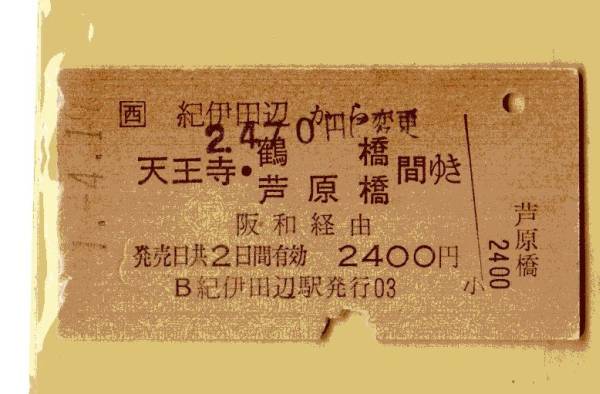 西 紀伊田辺から
2,470円に変更
天王寺・鶴橋
芦原橋 間ゆき
阪和経由
発売日共2日間有効 2400円
B紀伊田辺駅発行03
小
芦原橋
2400
1.-4.1